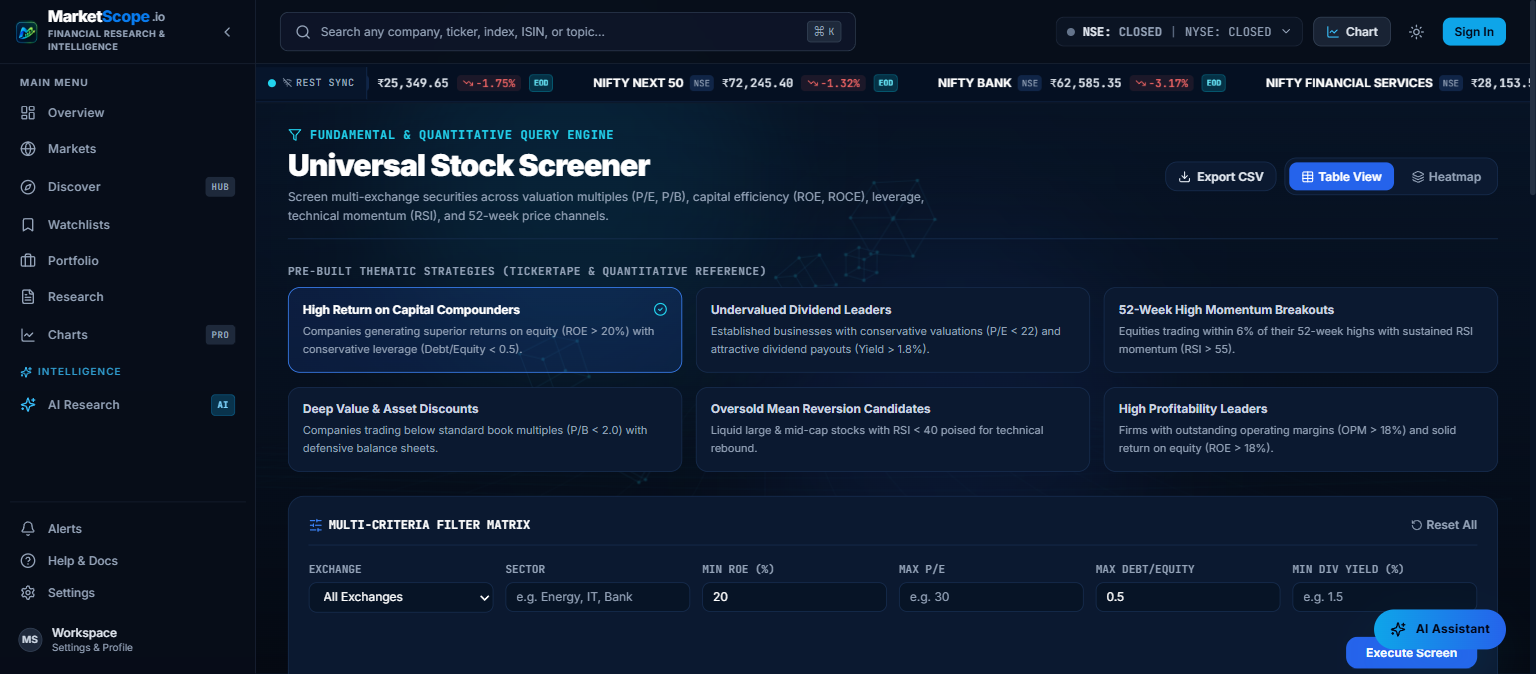 MarketScope.io
FINANCIAL RESEARCH &
INTELLIGENCE
Search any company, ticker, index, ISIN, or topic...
⌘ K
NSE: CLOSED | NYSE: CLOSED
Chart
Sign In
REST SYNC
₹25,349.65 -1.75% EOD
NIFTY NEXT 50 NSE ₹72,245.40 -1.32% EOD
NIFTY BANK NSE ₹62,585.35 -3.17% EOD
NIFTY FINANCIAL SERVICES NSE ₹28,153.5
MAIN MENU
Overview
Markets
Discover HUB
Watchlists
Portfolio
Research
Charts PRO
INTELLIGENCE
AI Research AI
Alerts
Help & Docs
Settings
MS
Workspace
Settings & Profile
FUNDAMENTAL & QUANTITATIVE QUERY ENGINE
Universal Stock Screener
Screen multi-exchange securities across valuation multiples (P/E, P/B), capital efficiency (ROE, ROCE), leverage,
technical momentum (RSI), and 52-week price channels.
Export CSV
Table View
Heatmap
PRE-BUILT THEMATIC STRATEGIES (TICKERTAPE & QUANTITATIVE REFERENCE)
High Return on Capital Compounders
Companies generating superior returns on equity (ROE > 20%) with
conservative leverage (Debt/Equity < 0.5).
Undervalued Dividend Leaders
Established businesses with conservative valuations (P/E < 22) and
attractive dividend payouts (Yield > 1.8%).
52-Week High Momentum Breakouts
Equities trading within 6% of their 52-week highs with sustained RSI
momentum (RSI > 55).
Deep Value & Asset Discounts
Companies trading below standard book multiples (P/B < 2.0) with
defensive balance sheets.
Oversold Mean Reversion Candidates
Liquid large & mid-cap stocks with RSI < 40 poised for technical
rebound.
High Profitability Leaders
Firms with outstanding operating margins (OPM > 18%) and solid
return on equity (ROE > 18%).
MULTI-CRITERIA FILTER MATRIX
Reset All
EXCHANGE
All Exchanges
SECTOR
e.g. Energy, IT, Bank
MIN ROE (%)
20
MAX P/E
e.g. 30
MAX DEBT/EQUITY
0.5
MIN DIV YIELD (%)
e.g. 1.5
AI Assistant
Execute Screen